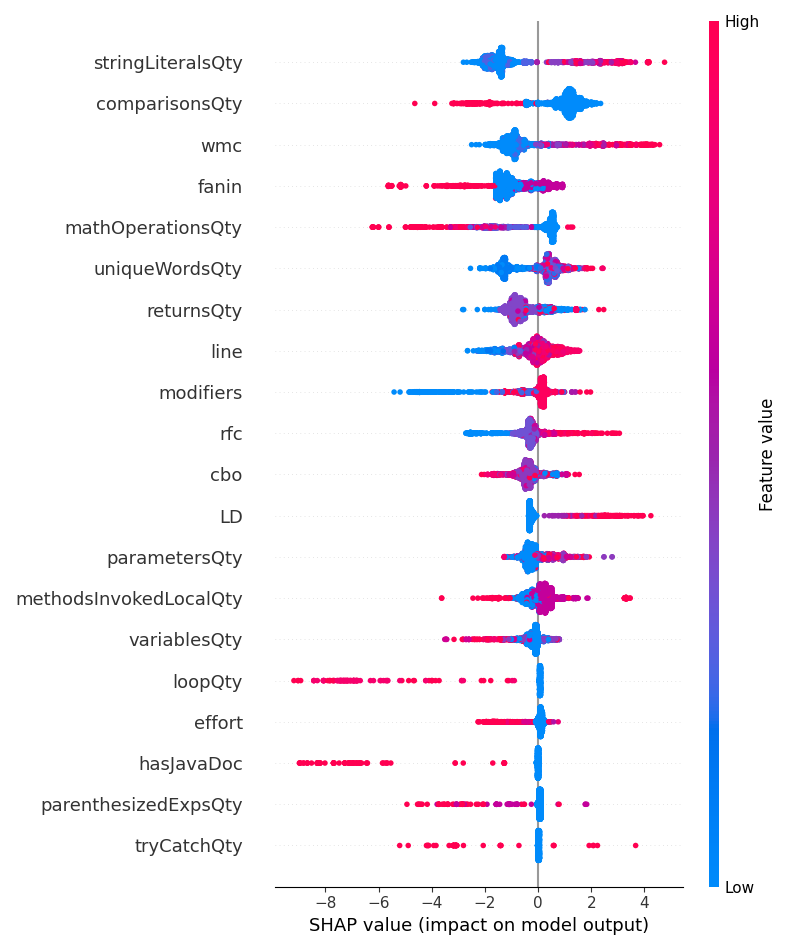 High
stringLiteralsQty
comparisonsQty
wmc
fanin
mathOperationsQty
uniqueWordsQty
returnsQty
line
modifiers
rfc
cbo
LD
parametersQty
methodsInvokedLocalQty
variablesQty
loopQty
effort
hasJavaDoc
parenthesizedExpsQty
tryCatchQty
Feature value
Low
−8 −6 −4 −2 0 2 4
SHAP value (impact on model output)